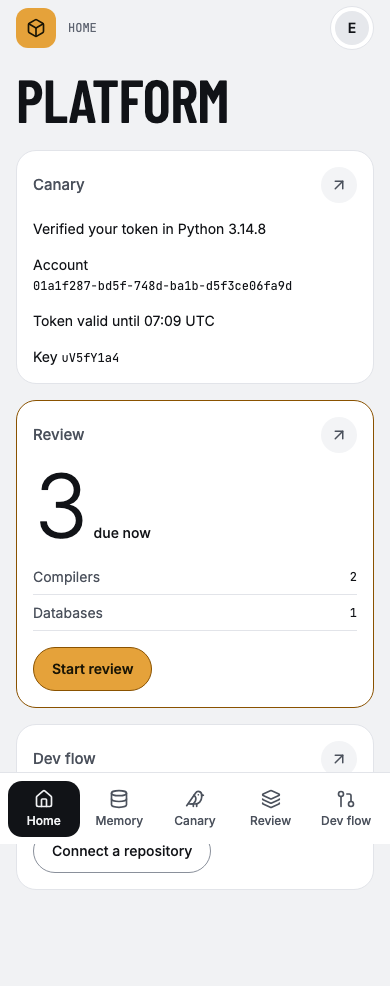 HOME
E
PLATFORM
Canary
Verified your token in Python 3.14.8
Account
01a1f287-bd5f-748d-ba1b-d5f3ce06fa9d
Token valid until 07:09 UTC
Key uV5fY1a4
Review
3 due now
Compilers 2
Databases 1
Start review
Dev flow
Home Memory Canary Review Dev flow
Connect a repository